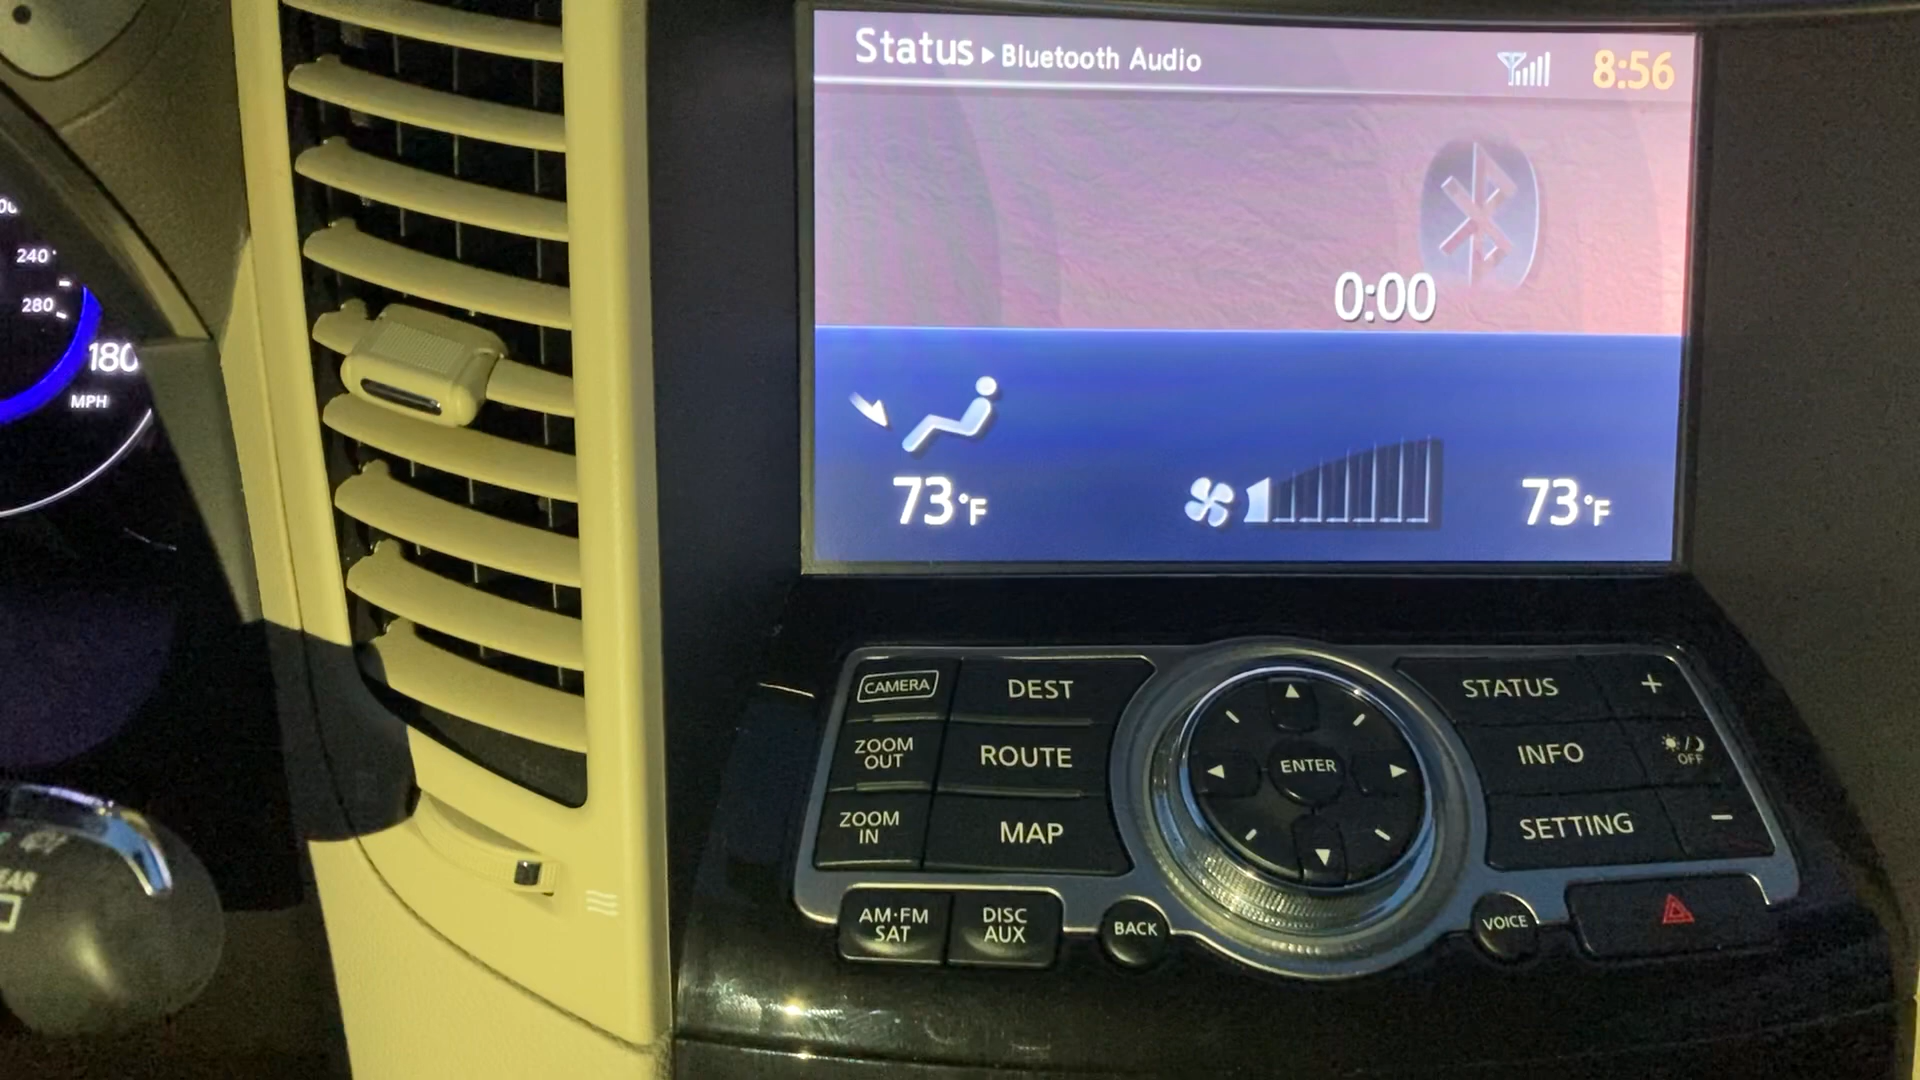 Status ▸ Bluetooth Audio
8:56
0:00
73°F
73°F
240
280
180
MPH
CAMERA
DEST
STATUS
+
ZOOM
OUT
ROUTE
ENTER
INFO
OFF
ZOOM
IN
MAP
SETTING
−
AM·FM
SAT
DISC
AUX
BACK
VOICE